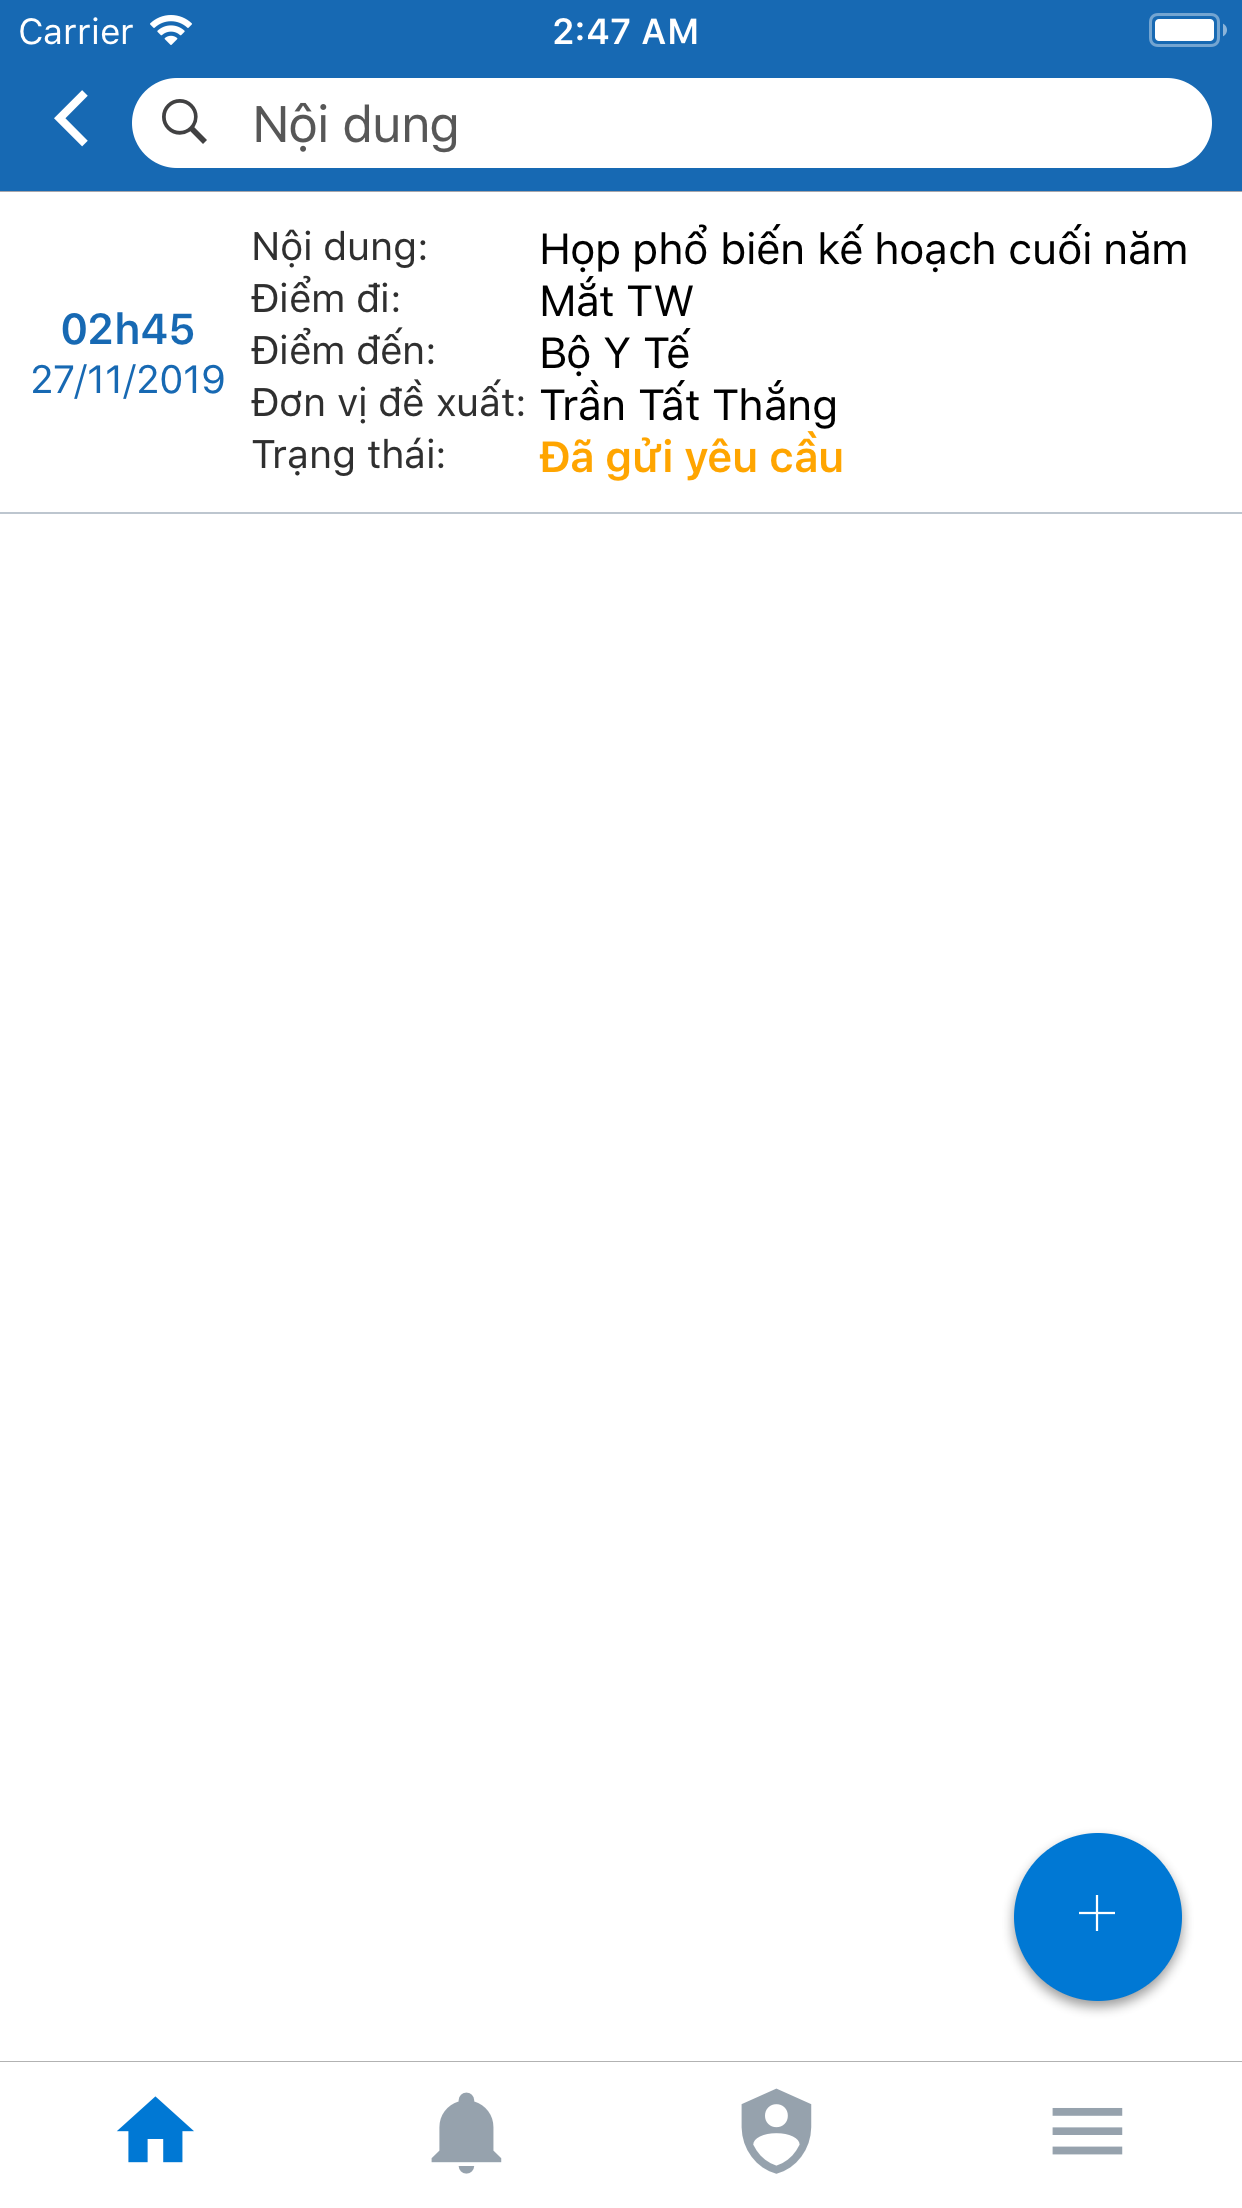 Carrier 2:47 AM
Nội dung
02h45
27/11/2019
Nội dung: Họp phổ biến kế hoạch cuối năm
Điểm đi: Mắt TW
Điểm đến: Bộ Y Tế
Đơn vị đề xuất: Trần Tất Thắng
Trạng thái: Đã gửi yêu cầu